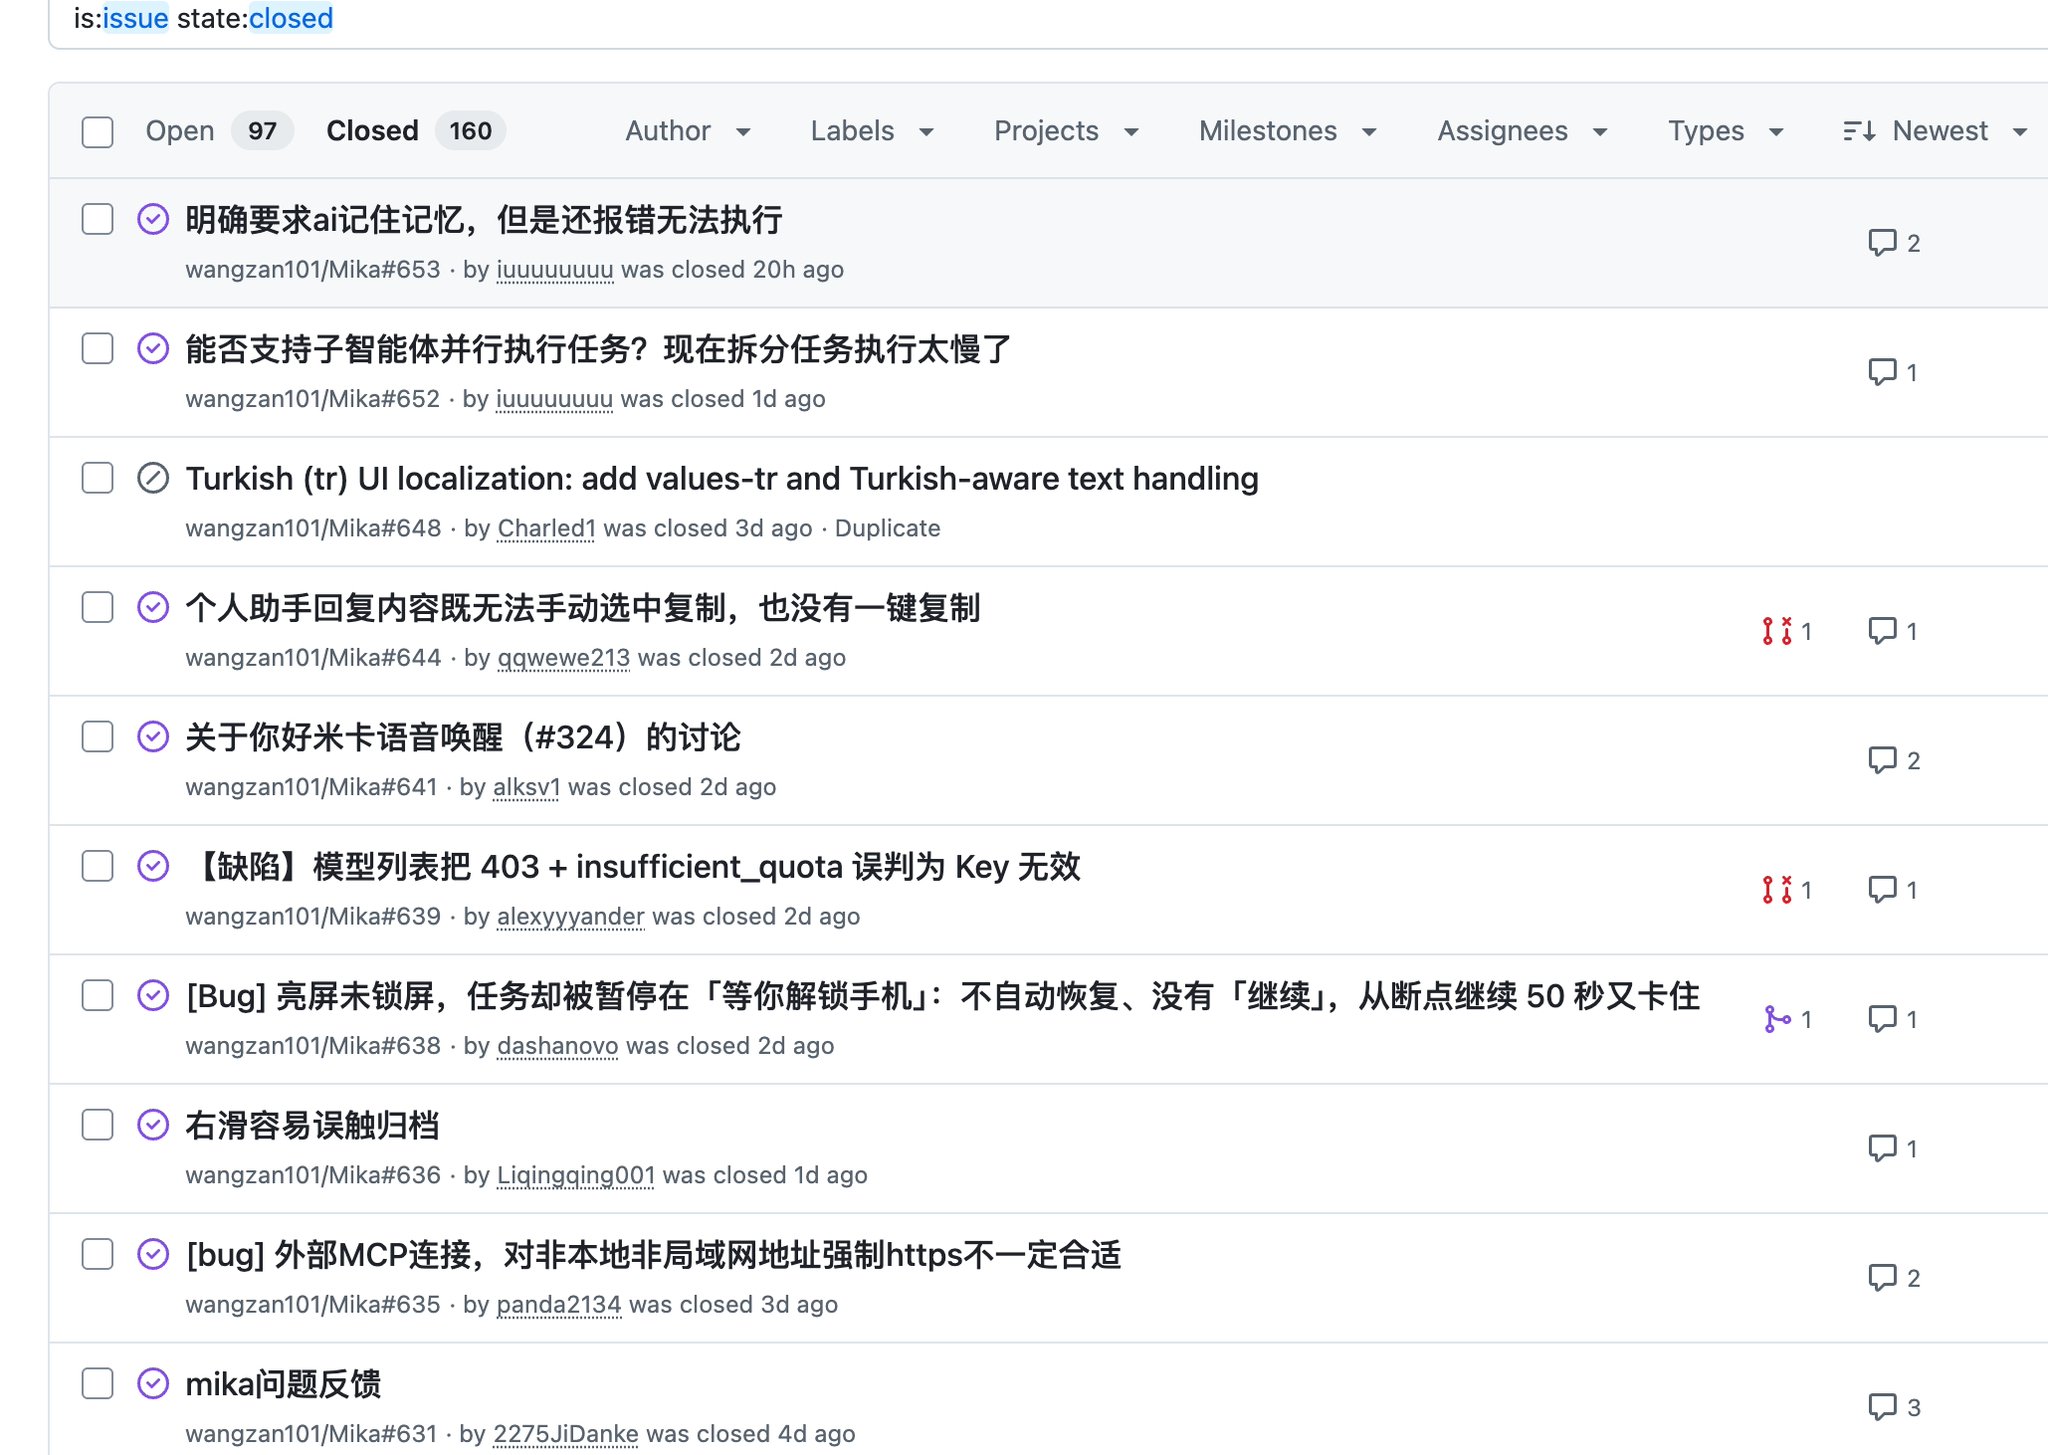 is:issue state:closed
Open 97 Closed 160 Author Labels Projects Milestones Assignees Types Newest
明确要求ai记住记忆，但是还报错无法执行
wangzan101/Mika#653 · by iuuuuuuuu was closed 20h ago
2
能否支持子智能体并行执行任务？现在拆分任务执行太慢了
wangzan101/Mika#652 · by iuuuuuuuu was closed 1d ago
1
Turkish (tr) UI localization: add values-tr and Turkish-aware text handling
wangzan101/Mika#648 · by Charled1 was closed 3d ago · Duplicate
个人助手回复内容既无法手动选中复制，也没有一键复制
wangzan101/Mika#644 · by qqwewe213 was closed 2d ago
1 1
关于你好米卡语音唤醒（#324）的讨论
wangzan101/Mika#641 · by alksv1 was closed 2d ago
2
【缺陷】模型列表把 403 + insufficient_quota 误判为 Key 无效
wangzan101/Mika#639 · by alexyyyander was closed 2d ago
1 1
[Bug] 亮屏未锁屏，任务却被暂停在「等你解锁手机」：不自动恢复、没有「继续」，从断点继续 50 秒又卡住
wangzan101/Mika#638 · by dashanovo was closed 2d ago
1 1
右滑容易误触归档
wangzan101/Mika#636 · by Liqingqing001 was closed 1d ago
1
[bug] 外部MCP连接，对非本地非局域网地址强制https不一定合适
wangzan101/Mika#635 · by panda2134 was closed 3d ago
2
mika问题反馈
wangzan101/Mika#631 · by 2275JiDanke was closed 4d ago
3